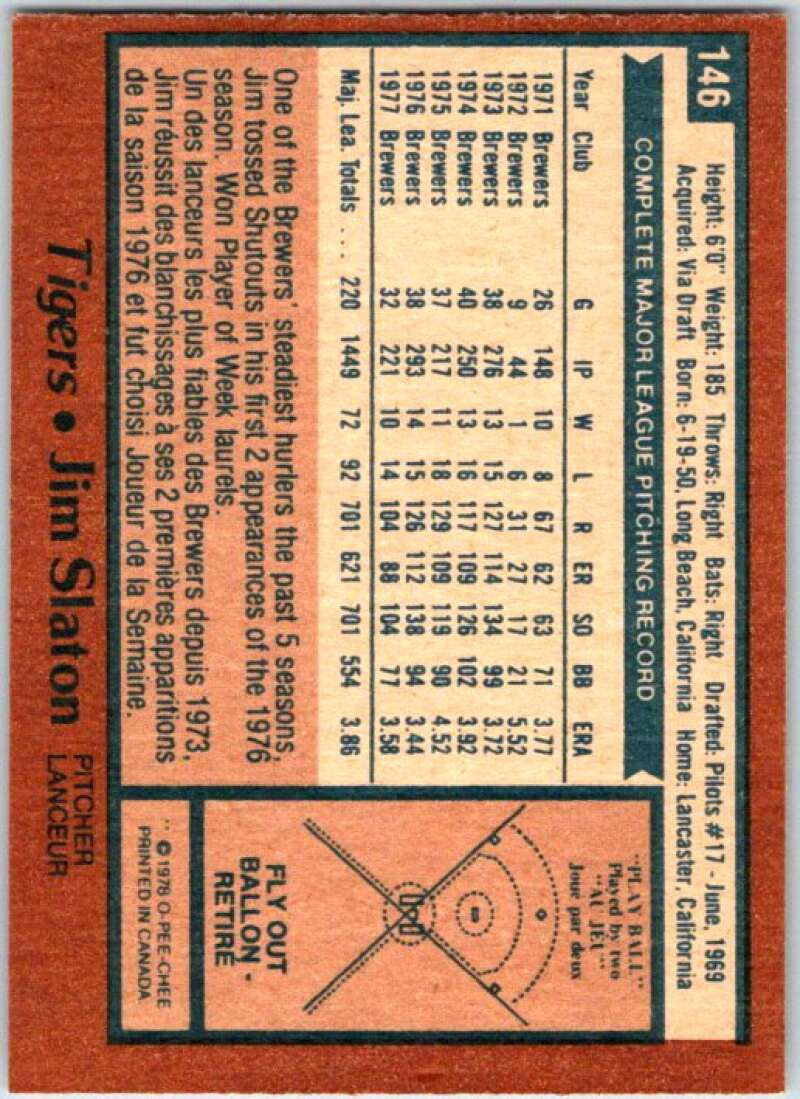 146
Height: 6'0" Weight: 185 Throws: Right Bats: Right Drafted: Pilots #17 - June, 1969
Acquired: Via Draft Born: 6-19-50, Long Beach, California Home: Lancaster, California
COMPLETE MAJOR LEAGUE PITCHING RECORD
Year Club G IP W L R ER SO BB ERA
1971 Brewers 26 148 10 8 67 62 63 71 3.77
1972 Brewers 9 44 1 6 31 27 17 21 5.52
1973 Brewers 38 276 13 15 127 114 134 99 3.72
1974 Brewers 40 250 13 16 117 109 126 102 3.92
1975 Brewers 37 217 11 18 129 109 119 90 4.52
1976 Brewers 38 293 14 15 126 112 138 94 3.44
1977 Brewers 32 221 10 14 104 88 104 77 3.58
Maj. Lea. Totals .... 220 1449 72 92 701 621 701 554 3.86
One of the Brewers' steadiest hurlers the past 5 seasons,
Jim tossed Shutouts in his first 2 appearances of the 1976
season. Won Player of Week laurels.
Un des lanceurs les plus fiables des Brewers depuis 1973,
Jim réussit des blanchissages à ses 2 premières apparitions
de la saison 1976 et fut choisi Joueur de la Semaine.
"PLAY BALL"
Played by two
"AU JEU"
Joué par deux
FLY OUT
BALLON -
RETIRÉ
** © 1978 O-PEE-CHEE
PRINTED IN CANADA
Tigers • Jim Slaton PITCHER
LANCEUR